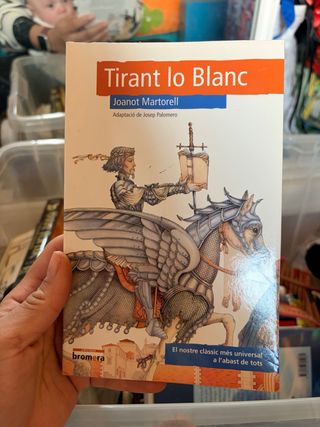 Tirant lo Blanc
Joanot Martorell
Adaptació de Josep Palomero
El nostre clàssic més universal
a l'abast de tots
bromera